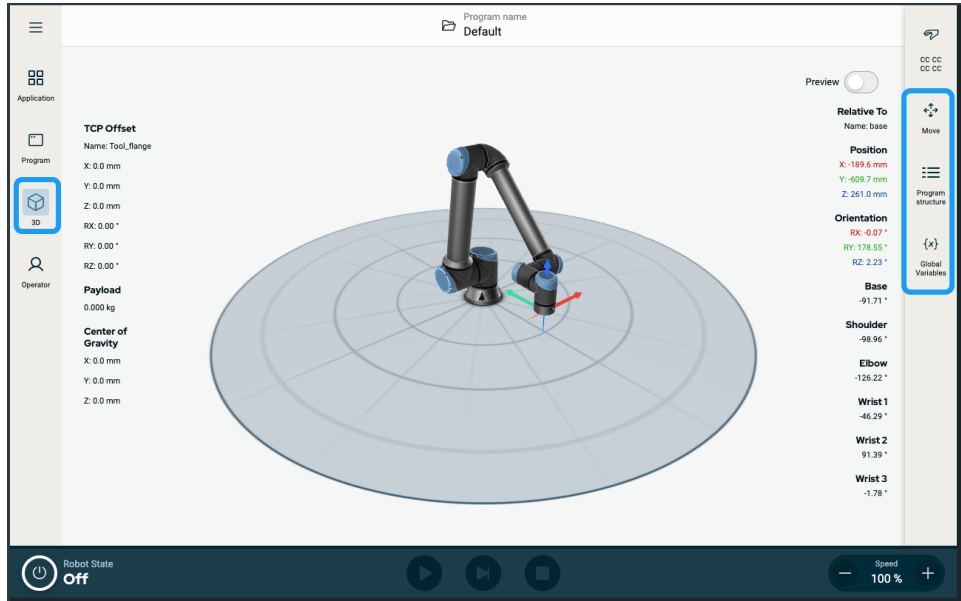 Program name
Default
Application
Program
3D
Operator
TCP Offset
Name: Tool_flange
X: 0.0 mm
Y: 0.0 mm
Z: 0.0 mm
RX: 0.00 °
RY: 0.00 °
RZ: 0.00 °
Payload
0.000 kg
Center of
Gravity
X: 0.0 mm
Y: 0.0 mm
Z: 0.0 mm
Preview
Relative To
Name: base
Position
X: -189.6 mm
Y: -609.7 mm
Z: 261.0 mm
Orientation
RX: -0.07 °
RY: 178.55 °
RZ: 2.23 °
Base
-91.71 °
Shoulder
-98.96 °
Elbow
-126.22 °
Wrist 1
-46.29 °
Wrist 2
91.39 °
Wrist 3
-1.78 °
CC CC
CC CC
Move
Program
structure
{x}
Global
Variables
Robot State
Off
Speed
100 %